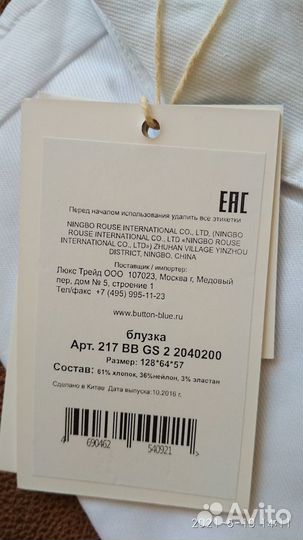 EAC
Перед началом использования удалить все этикетки
NINGBO ROUSE INTERNATIONAL CO., LTD, (NINGBO
ROUSE INTERNATIONAL CO., LTD «NINGBO ROUSE
INTERNATIONAL CO., LTD») ZHUHAN VILLAGE YINZHOU
DISTRICT, NINGBO, CHINA
Поставщик / импортер:
Люкс Трейд ООО 107023, Москва г, Медовый
пер, дом № 5, строение 1
Тел/факс +7 (495) 995-11-23
www.button-blue.ru
блузка
Арт. 217 BB GS 2 2040200
Размер: 128*64*57
Состав: 61% хлопок, 36%нейлон, 3% эластан
Сделано в Китае Дата выпуска:10.2016 г.
4 690462 540921
Avito